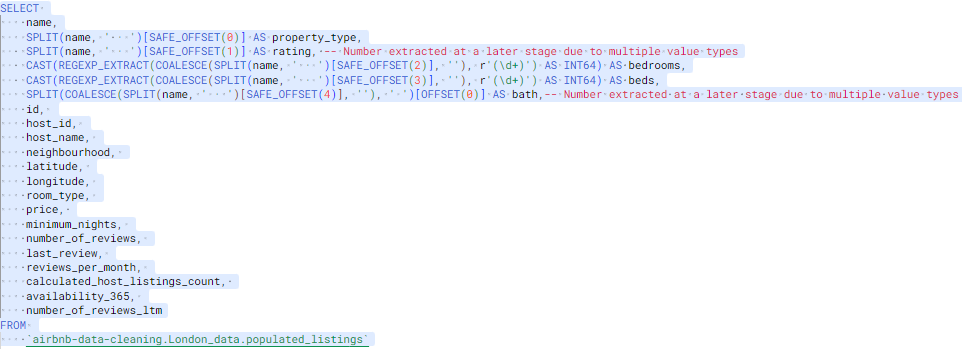 SELECT
    name,
    SPLIT(name, ' · ')[SAFE_OFFSET(0)] AS property_type,
    SPLIT(name, ' · ')[SAFE_OFFSET(1)] AS rating, -- Number extracted at a later stage due to multiple value types
    CAST(REGEXP_EXTRACT(COALESCE(SPLIT(name, ' · ')[SAFE_OFFSET(2)], ''), r'(\d+)') AS INT64) AS bedrooms,
    CAST(REGEXP_EXTRACT(COALESCE(SPLIT(name, ' · ')[SAFE_OFFSET(3)], ''), r'(\d+)') AS INT64) AS beds,
    SPLIT(COALESCE(SPLIT(name, ' · ')[SAFE_OFFSET(4)], ''), ' ')[OFFSET(0)] AS bath,-- Number extracted at a later stage due to multiple value types
    id,
    host_id,
    host_name,
    neighbourhood,
    latitude,
    longitude,
    room_type,
    price,
    minimum_nights,
    number_of_reviews,
    last_review,
    reviews_per_month,
    calculated_host_listings_count,
    availability_365,
    number_of_reviews_ltm
FROM
    `airbnb-data-cleaning.London_data.populated_listings`